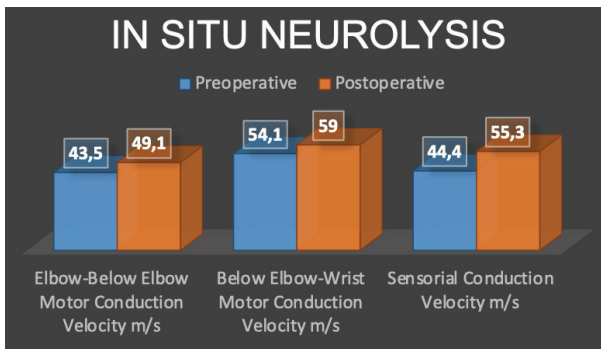 IN SITU NEUROLYSIS
Preoperative Postoperative
43,5 49,1 54,1 59 44,4 55,3
Elbow-Below Elbow
Motor Conduction
Velocity m/s
Below Elbow-Wrist
Motor Conduction
Velocity m/s
Sensorial Conduction
Velocity m/s